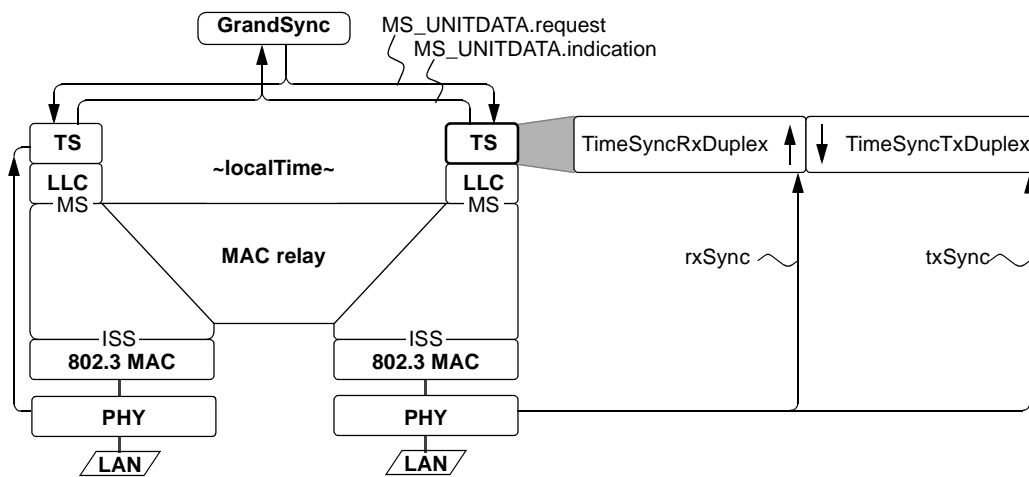 GrandSync
MS_UNITDATA.request
MS_UNITDATA.indication
TS
TS
TimeSyncRxDuplex
TimeSyncTxDuplex
~localTime~
LLC
LLC
MS
MS
MAC relay
rxSync
txSync
ISS
ISS
802.3 MAC
802.3 MAC
PHY
PHY
LAN
LAN